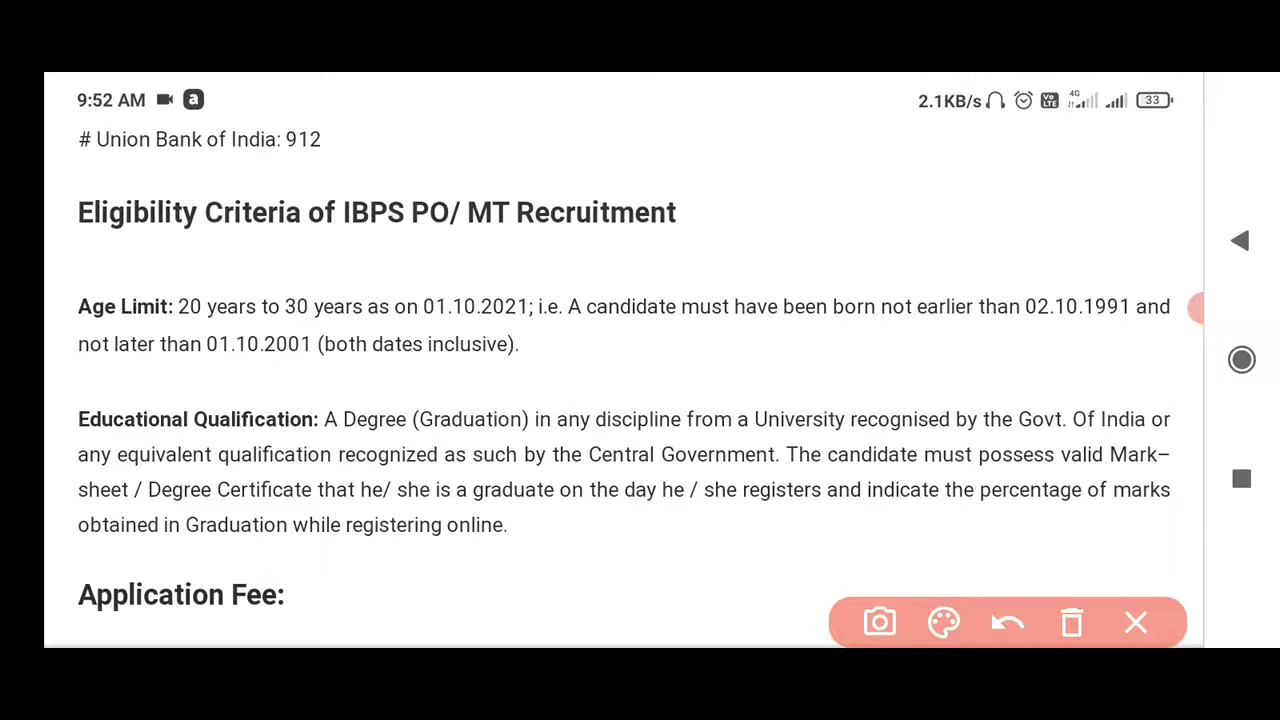 9:52 AM a 2.1KB/s Vo LTE 4G 33
# Union Bank of India: 912
Eligibility Criteria of IBPS PO/ MT Recruitment
Age Limit: 20 years to 30 years as on 01.10.2021; i.e. A candidate must have been born not earlier than 02.10.1991 and
not later than 01.10.2001 (both dates inclusive).
Educational Qualification: A Degree (Graduation) in any discipline from a University recognised by the Govt. Of India or
any equivalent qualification recognized as such by the Central Government. The candidate must possess valid Mark–
sheet / Degree Certificate that he/ she is a graduate on the day he / she registers and indicate the percentage of marks
obtained in Graduation while registering online.
Application Fee: